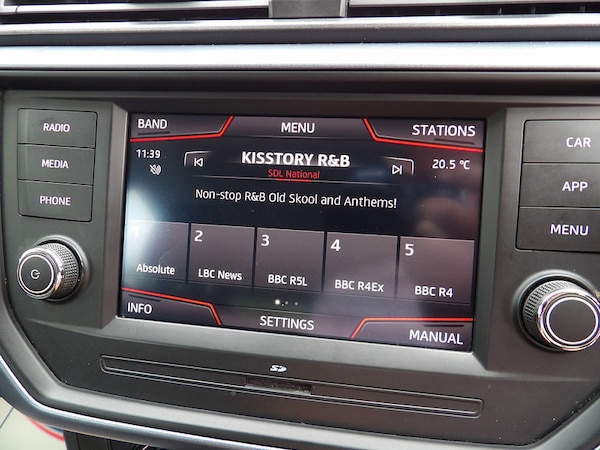 BAND MENU STATIONS
RADIO
MEDIA
PHONE
11:39
KISSTORY R&B
SDL National
20.5 °C
Non-stop R&B Old Skool and Anthems!
1 2 3 4 5
Absolute LBC News BBC R5L BBC R4Ex BBC R4
INFO SETTINGS MANUAL
CAR
APP
MENU
SD